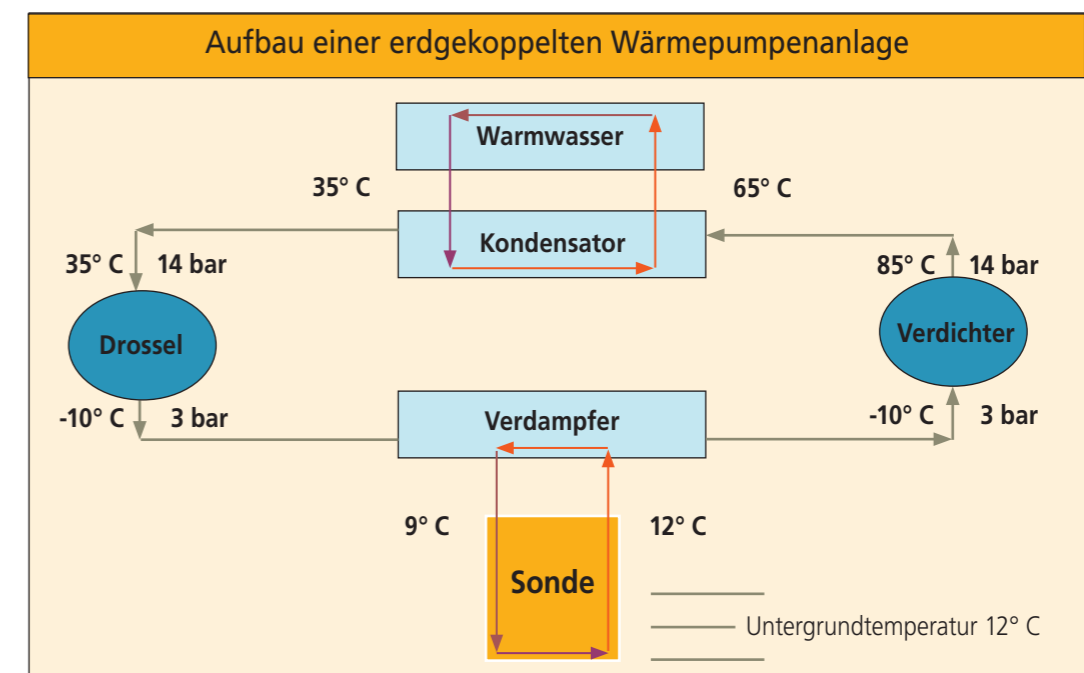 Aufbau einer erdgekoppelten Wärmepumpenanlage
Warmwasser
35° C
65° C
Kondensator
35° C 14 bar
85° C 14 bar
Drossel
Verdichter
-10° C 3 bar
Verdampfer
-10° C 3 bar
9° C
12° C
Sonde
Untergrundtemperatur 12° C